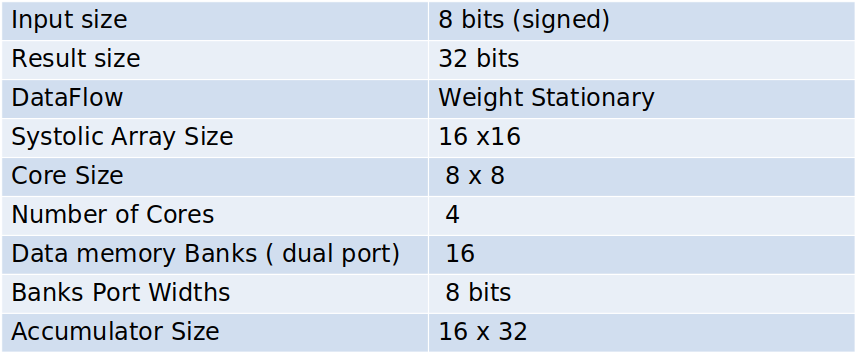 Input size 8 bits (signed)
Result size 32 bits
DataFlow Weight Stationary
Systolic Array Size 16 x16
Core Size 8 x 8
Number of Cores 4
Data memory Banks ( dual port) 16
Banks Port Widths 8 bits
Accumulator Size 16 x 32